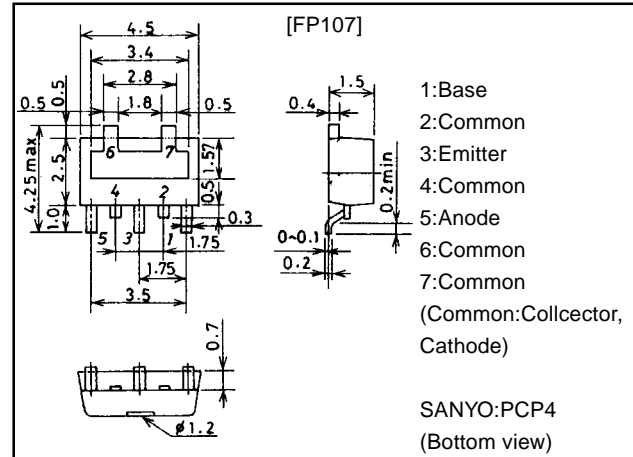 [FP107]
4.5
3.4
2.8
0.5
0.5
1.8
0.5
6
7
4.25max
2.5
1.57
0.5
4
2
1.0
0.3
5
3
1
1.75
1.75
3.5
0.7
ø1.2
1.5
0.4
0.2min
0~0.1
0.2
1:Base
2:Common
3:Emitter
4:Common
5:Anode
6:Common
7:Common
(Common:Collcector,
Cathode)
SANYO:PCP4
(Bottom view)